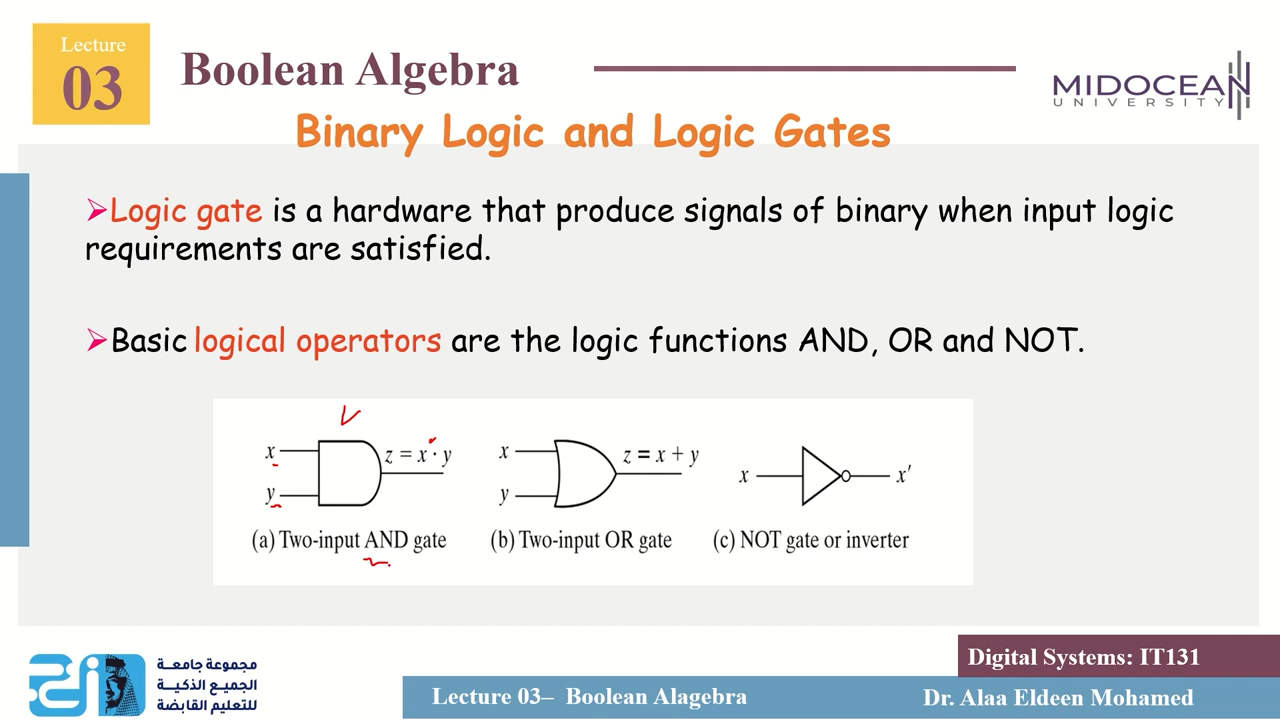 Lecture
03
Boolean Algebra
MIDOCEAN
UNIVERSITY
Binary Logic and Logic Gates
➢Logic gate is a hardware that produce signals of binary when input logic
requirements are satisfied.
➢Basic logical operators are the logic functions AND, OR and NOT.
x
y
z = x · y
x
y
z = x + y
x
x′
(a) Two-input AND gate
(b) Two-input OR gate
(c) NOT gate or inverter
مجموعة جامعة
الجميع الذكية
للتعليم القابضة
Digital Systems: IT131
Lecture 03– Boolean Alagebra
Dr. Alaa Eldeen Mohamed